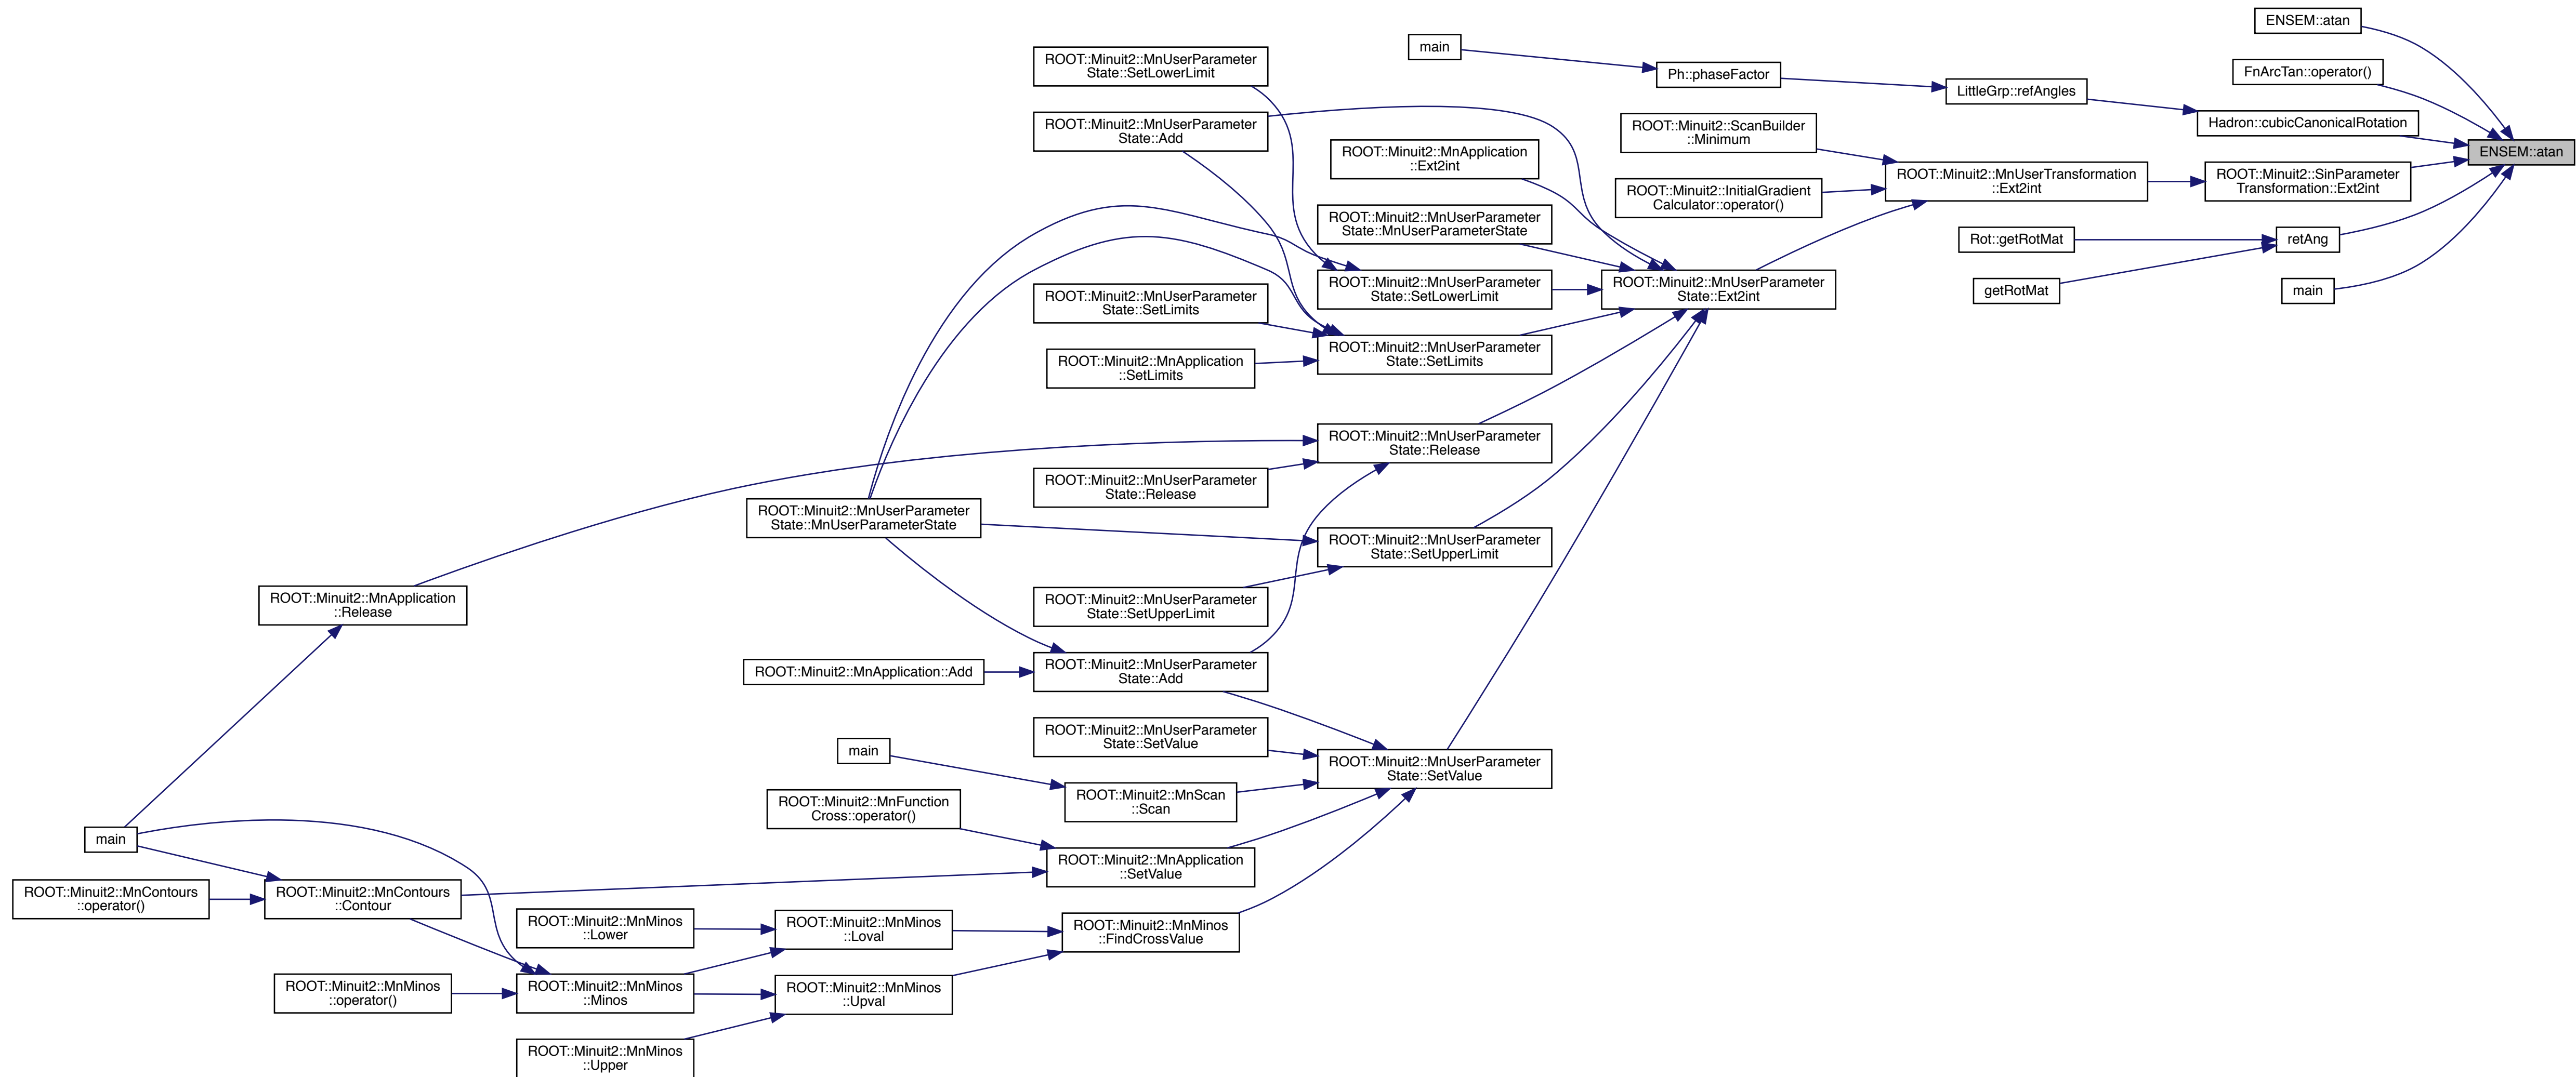 ENSEM::atan
main
ROOT::Minuit2::MnUserParameter
State::SetLowerLimit
Ph::phaseFactor
FnArcTan::operator()
LittleGrp::refAngles
Hadron::cubicCanonicalRotation
ROOT::Minuit2::MnUserParameter
State::Add
ROOT::Minuit2::ScanBuilder
::Minimum
ENSEM::atan
ROOT::Minuit2::MnApplication
::Ext2int
ROOT::Minuit2::MnUserTransformation
::Ext2int
ROOT::Minuit2::SinParameter
Transformation::Ext2int
ROOT::Minuit2::InitialGradient
Calculator::operator()
ROOT::Minuit2::MnUserParameter
State::MnUserParameterState
Rot::getRotMat
retAng
ROOT::Minuit2::MnUserParameter
State::SetLowerLimit
ROOT::Minuit2::MnUserParameter
State::Ext2int
getRotMat
main
ROOT::Minuit2::MnUserParameter
State::SetLimits
ROOT::Minuit2::MnUserParameter
State::SetLimits
ROOT::Minuit2::MnApplication
::SetLimits
ROOT::Minuit2::MnUserParameter
State::Release
ROOT::Minuit2::MnUserParameter
State::Release
ROOT::Minuit2::MnUserParameter
State::MnUserParameterState
ROOT::Minuit2::MnUserParameter
State::SetUpperLimit
ROOT::Minuit2::MnApplication
::Release
ROOT::Minuit2::MnUserParameter
State::SetUpperLimit
ROOT::Minuit2::MnApplication::Add
ROOT::Minuit2::MnUserParameter
State::Add
ROOT::Minuit2::MnUserParameter
State::SetValue
main
ROOT::Minuit2::MnUserParameter
State::SetValue
ROOT::Minuit2::MnScan
::Scan
ROOT::Minuit2::MnFunction
Cross::operator()
main
ROOT::Minuit2::MnApplication
::SetValue
ROOT::Minuit2::MnContours
::operator()
ROOT::Minuit2::MnContours
::Contour
ROOT::Minuit2::MnMinos
::Lower
ROOT::Minuit2::MnMinos
::Loval
ROOT::Minuit2::MnMinos
::FindCrossValue
ROOT::Minuit2::MnMinos
::operator()
ROOT::Minuit2::MnMinos
::Minos
ROOT::Minuit2::MnMinos
::Upval
ROOT::Minuit2::MnMinos
::Upper